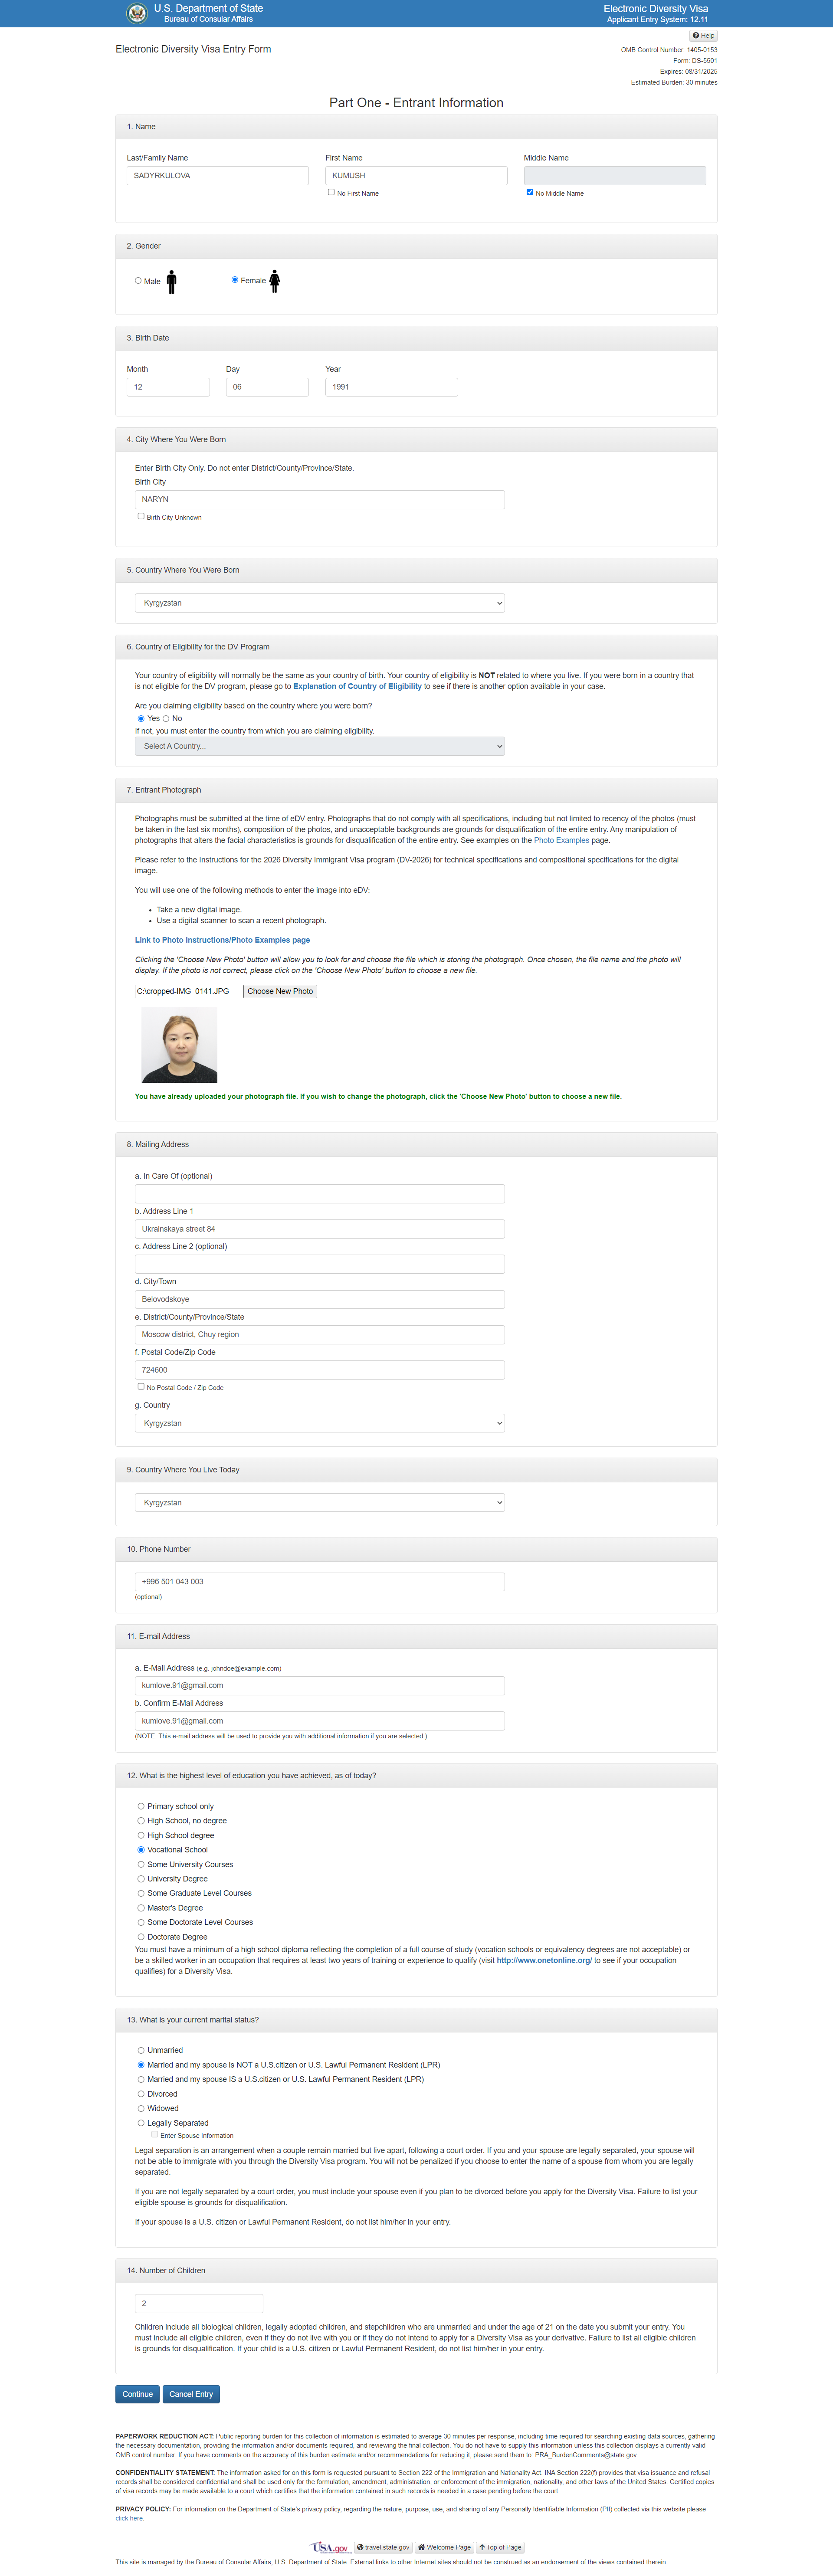 U.S. Department of State
Bureau of Consular Affairs
Electronic Diversity Visa
Applicant Entry System: 12.11
Help
Electronic Diversity Visa Entry Form
OMB Control Number: 1405-0153
Form: DS-5501
Expires: 08/31/2025
Estimated Burden: 30 minutes
Part One - Entrant Information
1. Name
Last/Family Name
First Name
Middle Name
SADYRKULOVA
KUMUSH
No First Name
No Middle Name
2. Gender
Male
Female
3. Birth Date
Month
Day
Year
12
06
1991
4. City Where You Were Born
Enter Birth City Only. Do not enter District/County/Province/State.
Birth City
NARYN
Birth City Unknown
5. Country Where You Were Born
Kyrgyzstan
6. Country of Eligibility for the DV Program
Your country of eligibility will normally be the same as your country of birth. Your country of eligibility is NOT related to where you live. If you were born in a country that
is not eligible for the DV program, please go to Explanation of Country of Eligibility to see if there is another option available in your case.
Are you claiming eligibility based on the country where you were born?
Yes No
If not, you must enter the country from which you are claiming eligibility.
Select A Country...
7. Entrant Photograph
Photographs must be submitted at the time of eDV entry. Photographs that do not comply with all specifications, including but not limited to recency of the photos (must
be taken in the last six months), composition of the photos, and unacceptable backgrounds are grounds for disqualification of the entire entry. Any manipulation of
photographs that alters the facial characteristics is grounds for disqualification of the entire entry. See examples on the Photo Examples page.
Please refer to the Instructions for the 2026 Diversity Immigrant Visa program (DV-2026) for technical specifications and compositional specifications for the digital
image.
You will use one of the following methods to enter the image into eDV:
• Take a new digital image.
• Use a digital scanner to scan a recent photograph.
Link to Photo Instructions/Photo Examples page
Clicking the 'Choose New Photo' button will allow you to look for and choose the file which is storing the photograph. Once chosen, the file name and the photo will
display. If the photo is not correct, please click on the 'Choose New Photo' button to choose a new file.
C:\cropped-IMG_0141.JPG
Choose New Photo
You have already uploaded your photograph file. If you wish to change the photograph, click the 'Choose New Photo' button to choose a new file.
8. Mailing Address
a. In Care Of (optional)
b. Address Line 1
Ukrainskaya street 84
c. Address Line 2 (optional)
d. City/Town
Belovodskoye
e. District/County/Province/State
Moscow district, Chuy region
f. Postal Code/Zip Code
724600
No Postal Code / Zip Code
g. Country
Kyrgyzstan
9. Country Where You Live Today
Kyrgyzstan
10. Phone Number
+996 501 043 003
(optional)
11. E-mail Address
a. E-Mail Address (e.g. johndoe@example.com)
kumlove.91@gmail.com
b. Confirm E-Mail Address
kumlove.91@gmail.com
(NOTE: This e-mail address will be used to provide you with additional information if you are selected.)
12. What is the highest level of education you have achieved, as of today?
Primary school only
High School, no degree
High School degree
Vocational School
Some University Courses
University Degree
Some Graduate Level Courses
Master's Degree
Some Doctorate Level Courses
Doctorate Degree
You must have a minimum of a high school diploma reflecting the completion of a full course of study (vocation schools or equivalency degrees are not acceptable) or
be a skilled worker in an occupation that requires at least two years of training or experience to qualify (visit http://www.onetonline.org/ to see if your occupation
qualifies) for a Diversity Visa.
13. What is your current marital status?
Unmarried
Married and my spouse is NOT a U.S.citizen or U.S. Lawful Permanent Resident (LPR)
Married and my spouse IS a U.S.citizen or U.S. Lawful Permanent Resident (LPR)
Divorced
Widowed
Legally Separated
Enter Spouse Information
Legal separation is an arrangement when a couple remain married but live apart, following a court order. If you and your spouse are legally separated, your spouse will
not be able to immigrate with you through the Diversity Visa program. You will not be penalized if you choose to enter the name of a spouse from whom you are legally
separated.
If you are not legally separated by a court order, you must include your spouse even if you plan to be divorced before you apply for the Diversity Visa. Failure to list your
eligible spouse is grounds for disqualification.
If your spouse is a U.S. citizen or Lawful Permanent Resident, do not list him/her in your entry.
14. Number of Children
2
Children include all biological children, legally adopted children, and stepchildren who are unmarried and under the age of 21 on the date you submit your entry. You
must include all eligible children, even if they do not live with you or if they do not intend to apply for a Diversity Visa as your derivative. Failure to list all eligible children
is grounds for disqualification. If your child is a U.S. citizen or Lawful Permanent Resident, do not list him/her in your entry.
Continue
Cancel Entry
PAPERWORK REDUCTION ACT: Public reporting burden for this collection of information is estimated to average 30 minutes per response, including time required for searching existing data sources, gathering
the necessary documentation, providing the information and/or documents required, and reviewing the final collection. You do not have to supply this information unless this collection displays a currently valid
OMB control number. If you have comments on the accuracy of this burden estimate and/or recommendations for reducing it, please send them to: PRA_BurdenComments@state.gov.
CONFIDENTIALITY STATEMENT: The information asked for on this form is requested pursuant to Section 222 of the Immigration and Nationality Act. INA Section 222(f) provides that visa issuance and refusal
records shall be considered confidential and shall be used only for the formulation, amendment, administration, or enforcement of the immigration, nationality, and other laws of the United States. Certified copies
of visa records may be made available to a court which certifies that the information contained in such records is needed in a case pending before the court.
PRIVACY POLICY: For information on the Department of State's privacy policy, regarding the nature, purpose, use, and sharing of any Personally Identifiable Information (PII) collected via this website please
click here.
USA.gov
travel.state.gov
Welcome Page
Top of Page
This site is managed by the Bureau of Consular Affairs, U.S. Department of State. External links to other Internet sites should not be construed as an endorsement of the views contained therein.